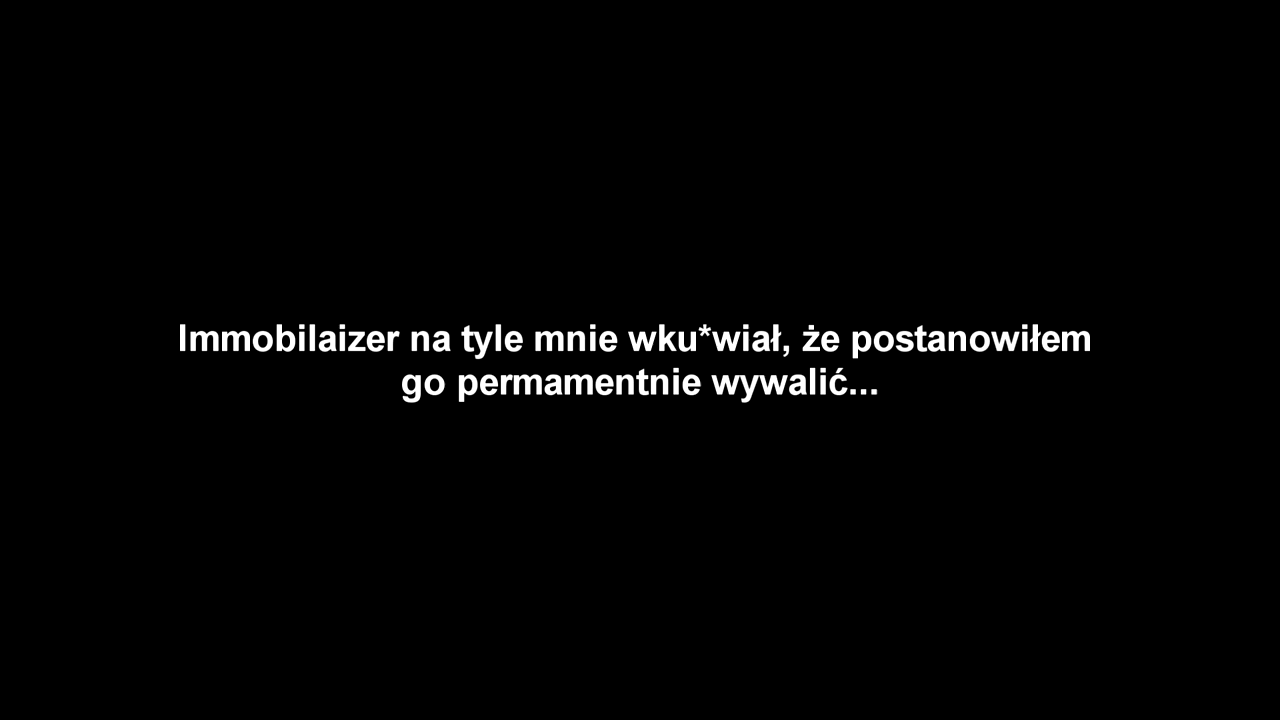 Immobilaizer na tyle mnie wku*wiał, że postanowiłem
go permamentnie wywalić...